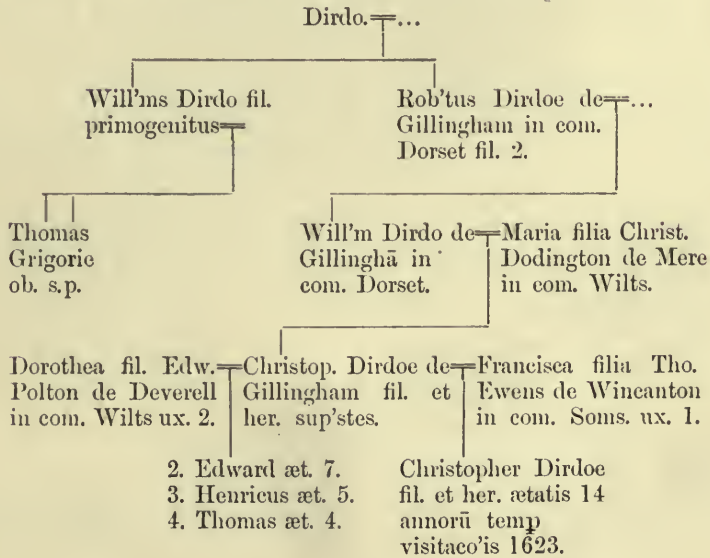 Dirdo.=...
Will'ms Dirdo fil.
primogenitus=
Rob'tus Dirdoe de=...
Gillingham in com.
Dorset fil. 2.
Thomas
Grigorie
ob. s.p.
Will'm Dirdo de=Maria filia Christ.
Gillinghā in Dodington de Mere
com. Dorset. in com. Wilts.
Dorothea fil. Edw.=Christop. Dirdoe de=Francisca filia Tho.
Polton de Deverell Gillingham fil. et Ewens de Wincanton
in com. Wilts ux. 2. her. sup'stes. in com. Soms. ux. 1.
2. Edward æt. 7.
3. Henricus æt. 5.
4. Thomas æt. 4.
Christopher Dirdoe
fil. et her. ætatis 14
annorū temp
visitaco'is 1623.